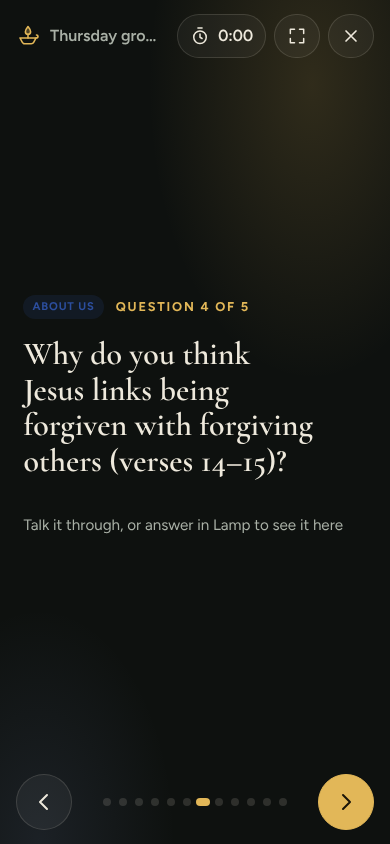 Thursday gro...
0:00
ABOUT US
QUESTION 4 OF 5
Why do you think
Jesus links being
forgiven with forgiving
others (verses 14–15)?
Talk it through, or answer in Lamp to see it here